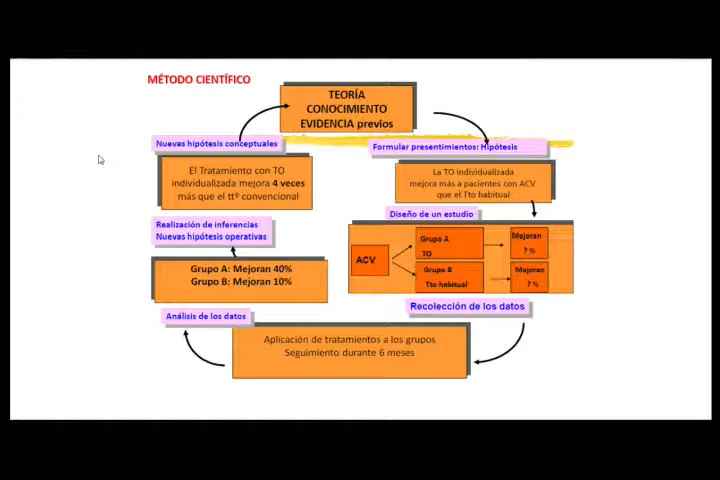 MÉTODO CIENTÍFICO
TEORÍA
CONOCIMIENTO
EVIDENCIA previos
Nuevas hipótesis conceptuales
Formular presentimientos: Hipótesis
El Tratamiento con TO
individualizada mejora 4 veces
más que el ttº convencional
La TO individualizada
mejora más a pacientes con ACV
que el Tto habitual
Diseño de un estudio
Realización de inferencias
Nuevas hipótesis operativas
ACV
Grupo A
TO
Mejoran
? %
Grupo B
Tto habitual
Mejoran
? %
Grupo A: Mejoran 40%
Grupo B: Mejoran 10%
Recolección de los datos
Análisis de los datos
Aplicación de tratamientos a los grupos
Seguimiento durante 6 meses